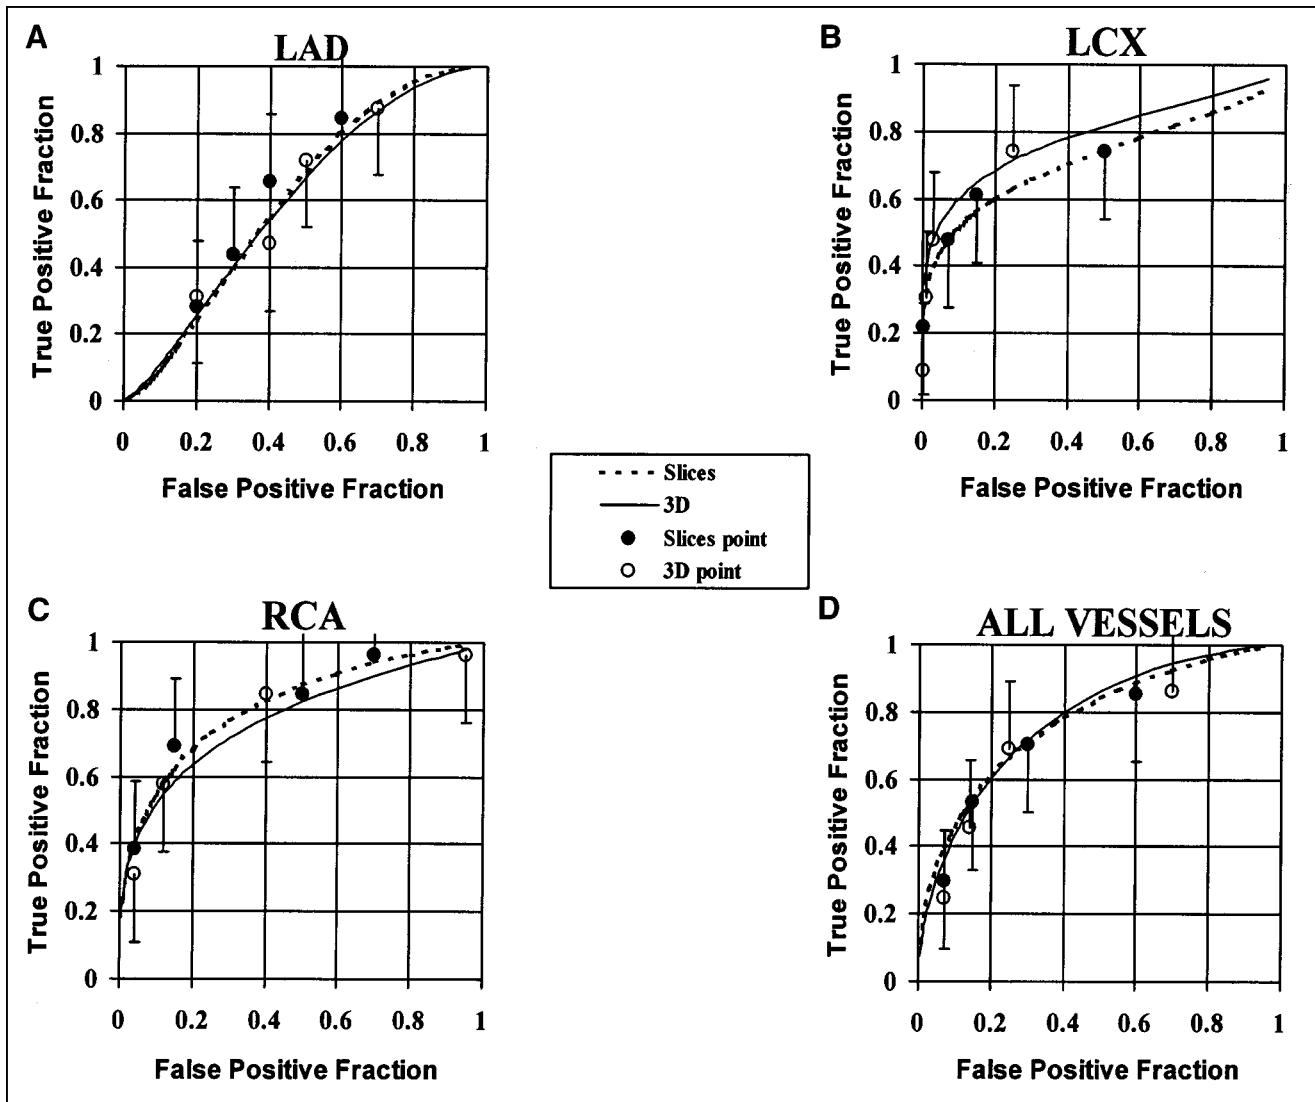 A
LAD
True Positive Fraction
1
0.8
0.6
0.4
0.2
0
0 0.2 0.4 0.6 0.8 1
False Positive Fraction
B
LCX
True Positive Fraction
1
0.8
0.6
0.4
0.2
0
0 0.2 0.4 0.6 0.8 1
False Positive Fraction
Slices
3D
Slices point
3D point
C
RCA
True Positive Fraction
1
0.8
0.6
0.4
0.2
0
0 0.2 0.4 0.6 0.8 1
False Positive Fraction
D
ALL VESSELS
True Positive Fraction
1
0.8
0.6
0.4
0.2
0
0 0.2 0.4 0.6 0.8 1
False Positive Fraction